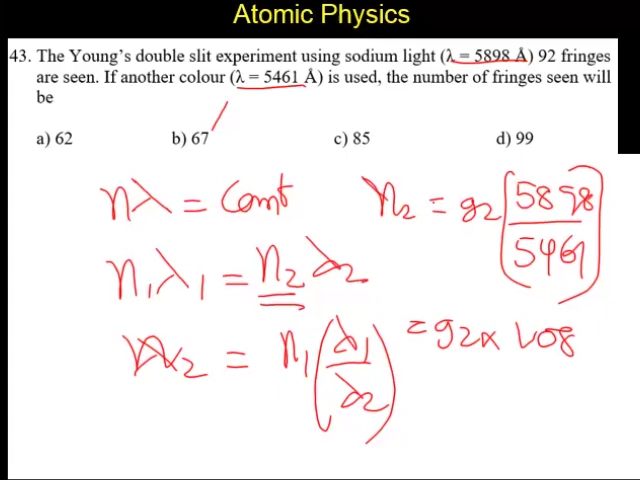 Atomic Physics
43. The Young's double slit experiment using sodium light (λ = 5898 Å) 92 fringes
are seen. If another colour (λ = 5461 Å) is used, the number of fringes seen will
be
a) 62 b) 67 c) 85 d) 99
nλ = Const
n₁λ₁ = n₂λ₂
n₂ = n₁(λ₁/λ₂)
n₂ = 92(5898/5461)
= 92 × 1.08